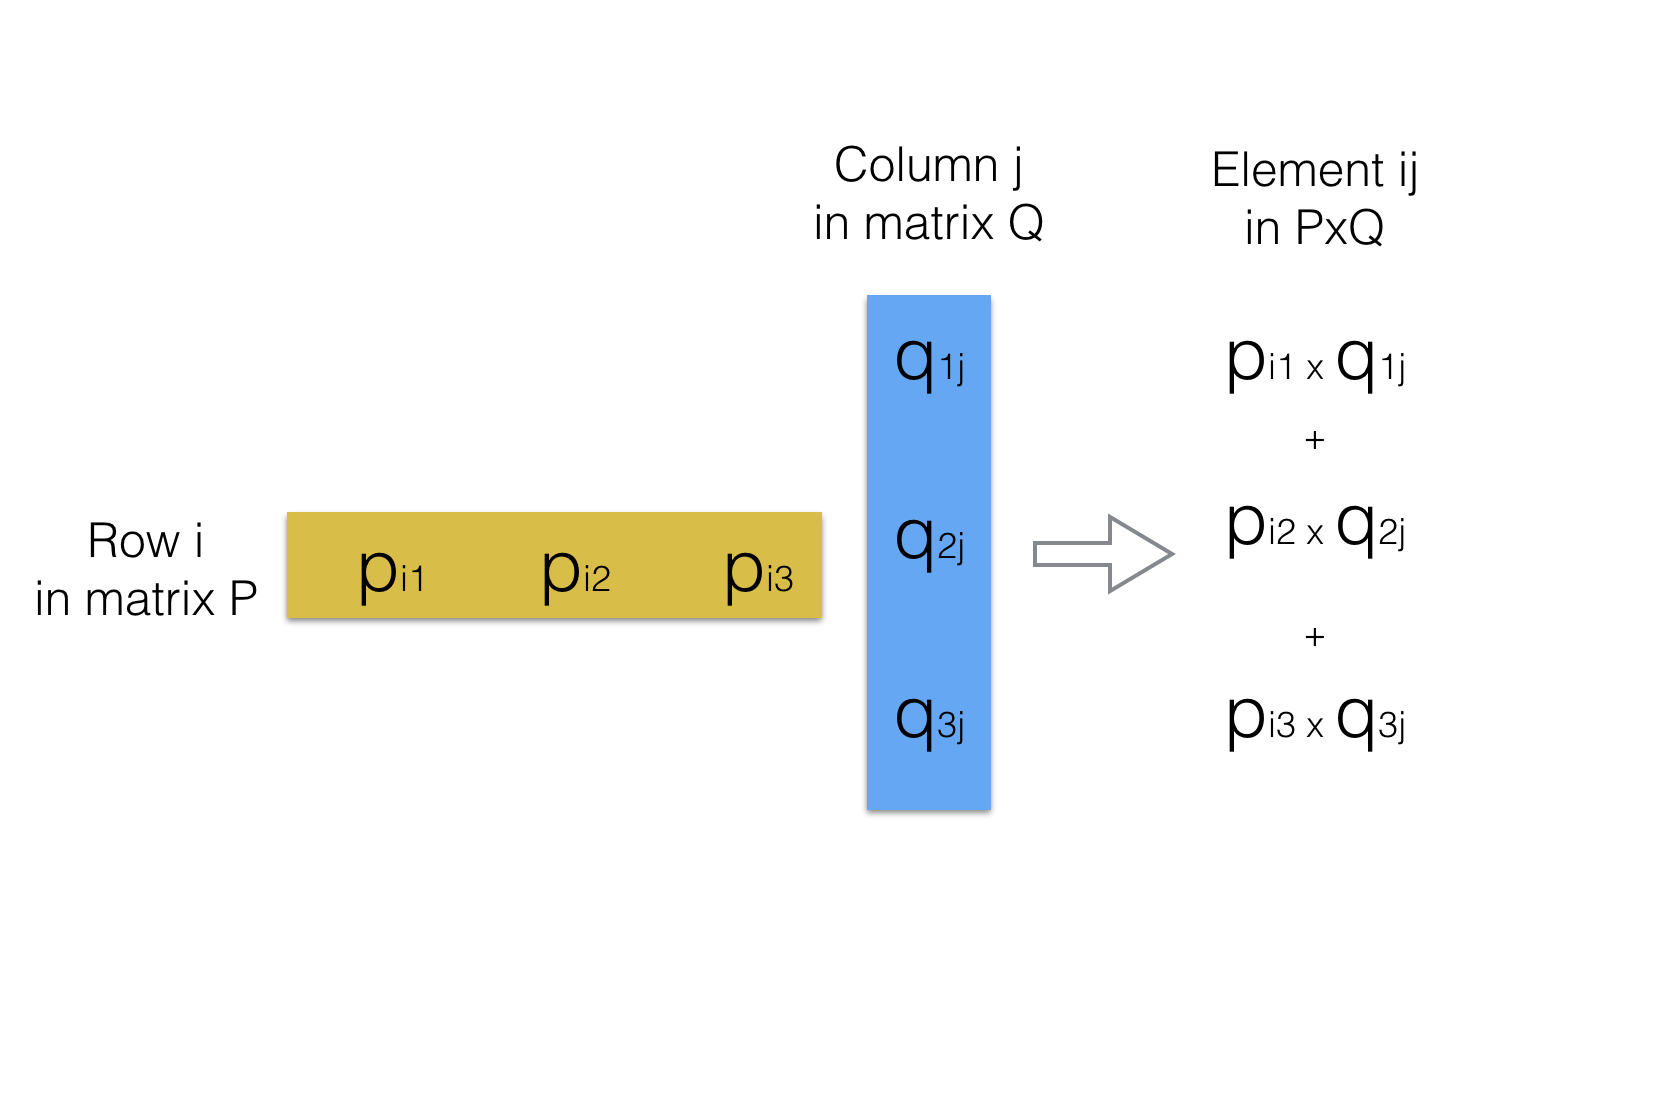 Column j
in matrix Q
Element ij
in PxQ
q1j
pi1 x q1j
+
Row i
in matrix P
pi1 pi2 pi3
q2j
pi2 x q2j
+
q3j
pi3 x q3j